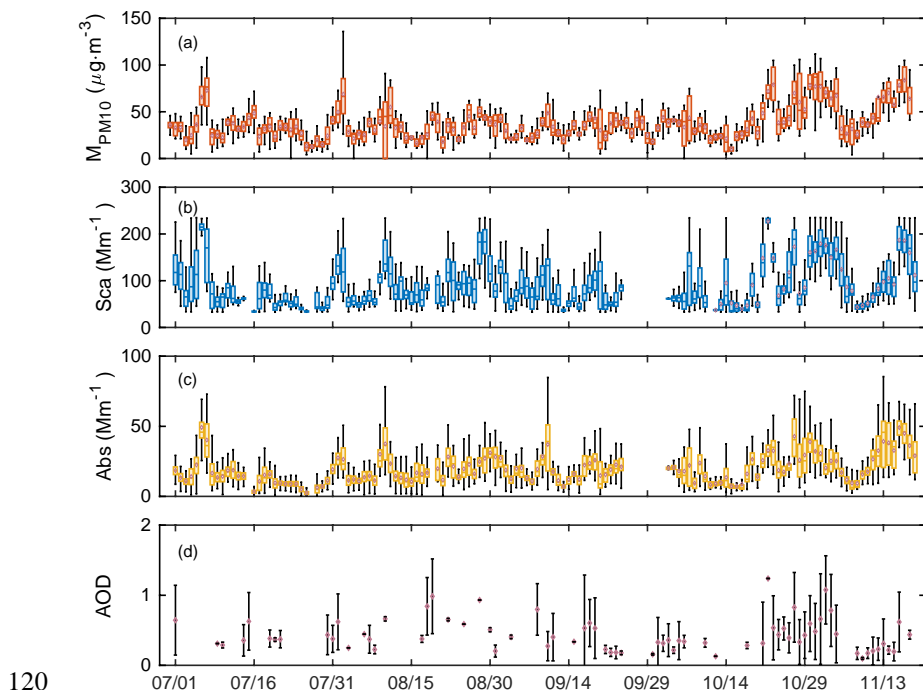 150
(a)
100
50
0
M_PM10 (µg·m⁻³)
300
(b)
200
100
0
Sca (Mm⁻¹)
100
(c)
50
0
Abs (Mm⁻¹)
2
(d)
1
0
AOD
120
07/01 07/16 07/31 08/15 08/30 09/14 09/29 10/14 10/29 11/13